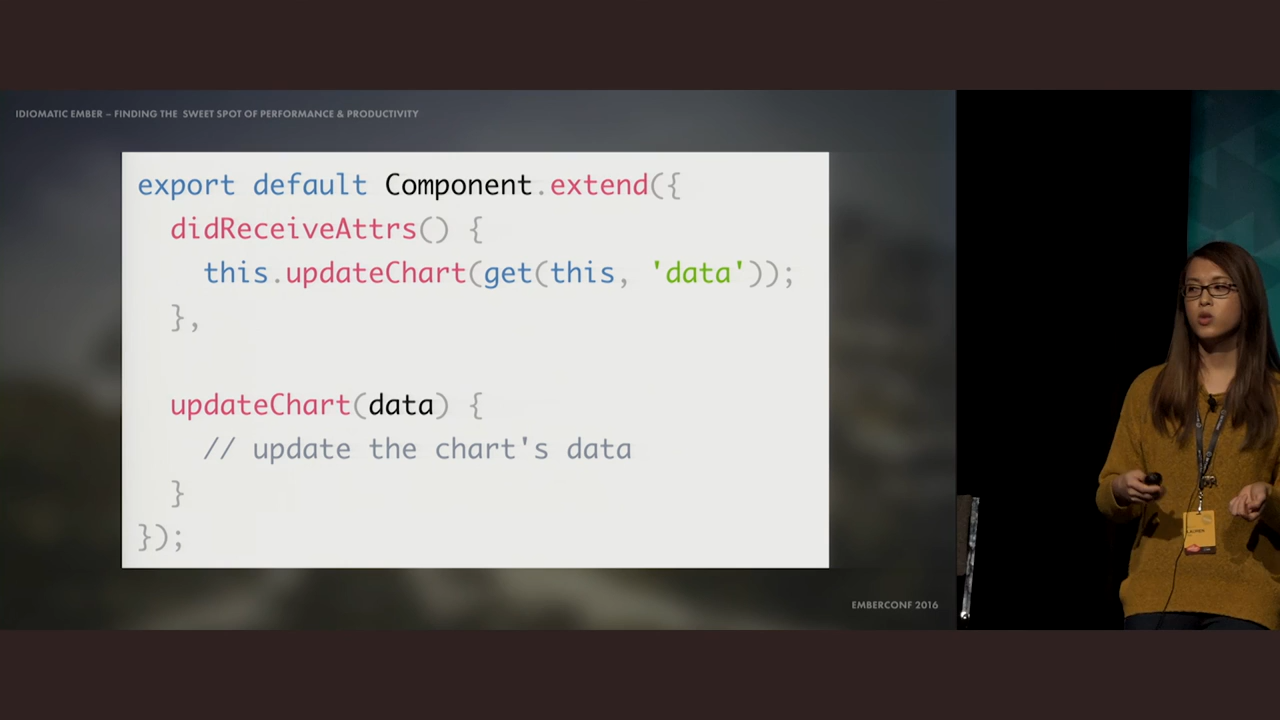 IDIOMATIC EMBER – FINDING THE SWEET SPOT OF PERFORMANCE & PRODUCTIVITY
export default Component.extend({
didReceiveAttrs() {
this.updateChart(get(this, 'data'));
},
updateChart(data) {
// update the chart's data
}
});
EMBERCONF 2016